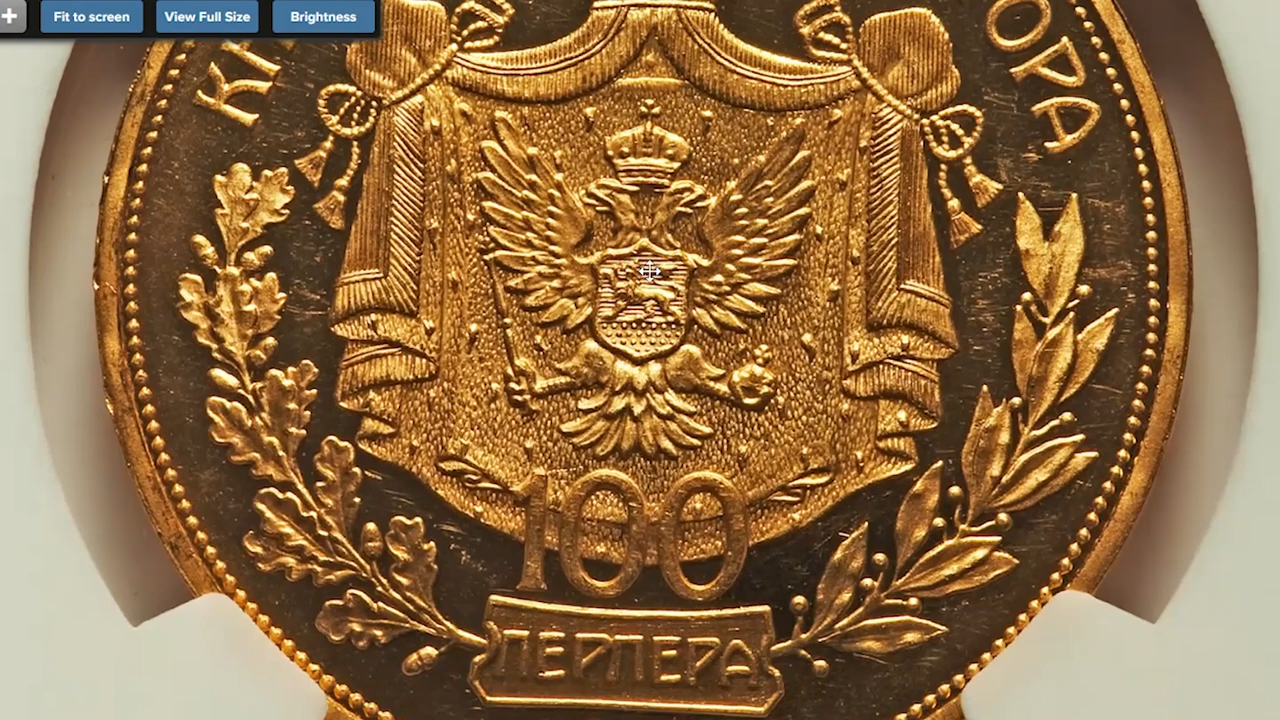 Fit to screen
View Full Size
Brightness
100
ПЕРПЕРА